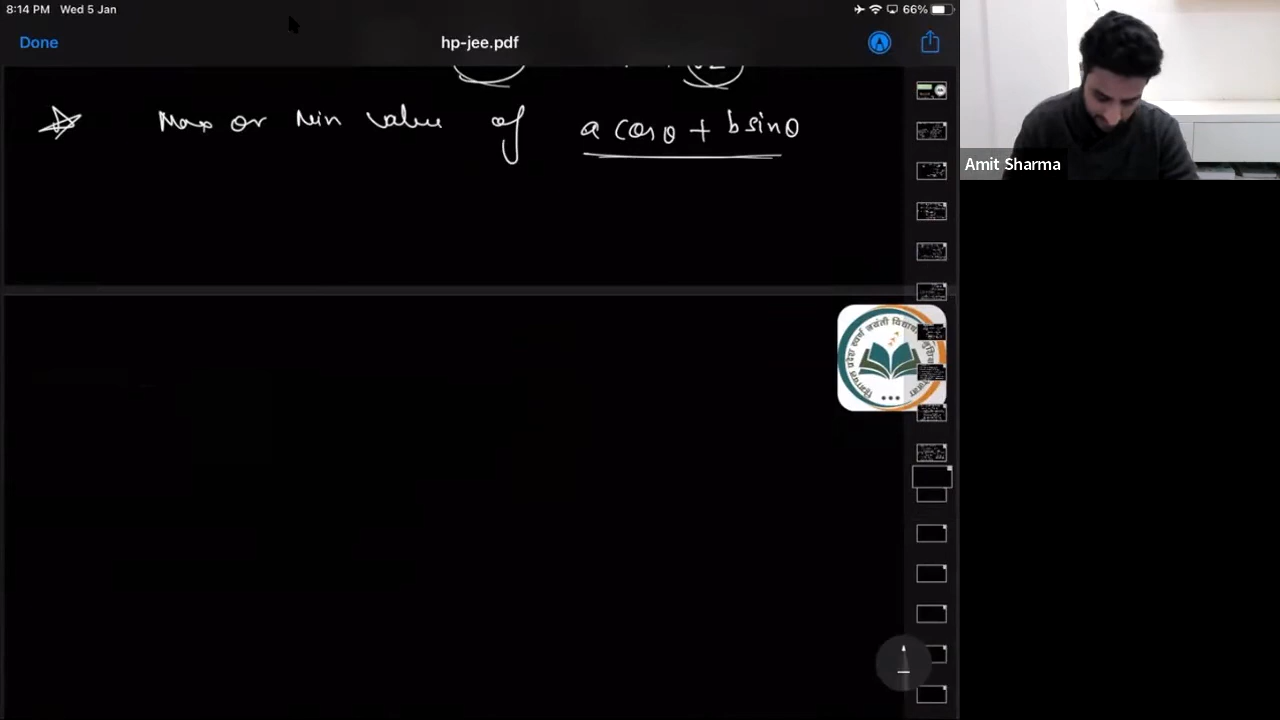 8:14 PM Wed 5 Jan
66%
Done
hp-jee.pdf
Max or Min value of a cosθ + b sinθ
Amit Sharma